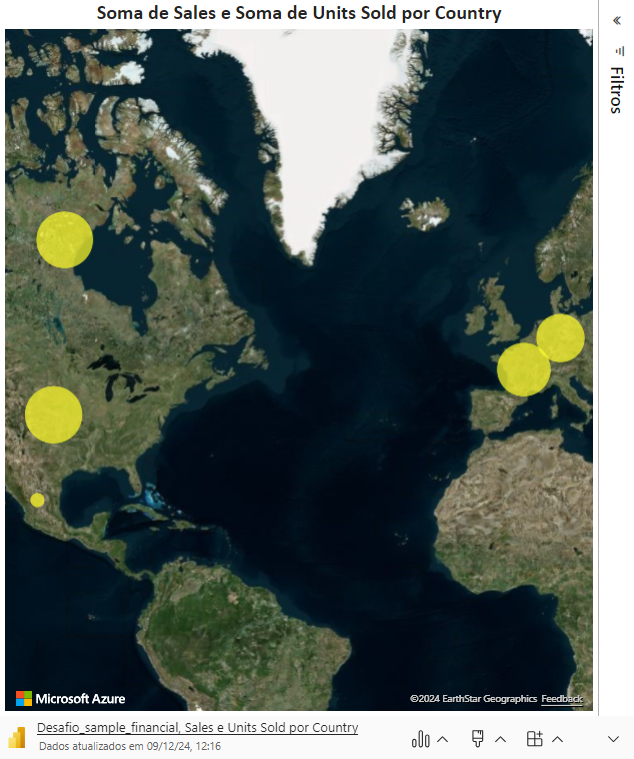 Soma de Sales e Soma de Units Sold por Country
Filtros
Microsoft Azure
©2024 EarthStar Geographics Feedback
Desafio_sample_financial, Sales e Units Sold por Country
Dados atualizados em 09/12/24, 12:16